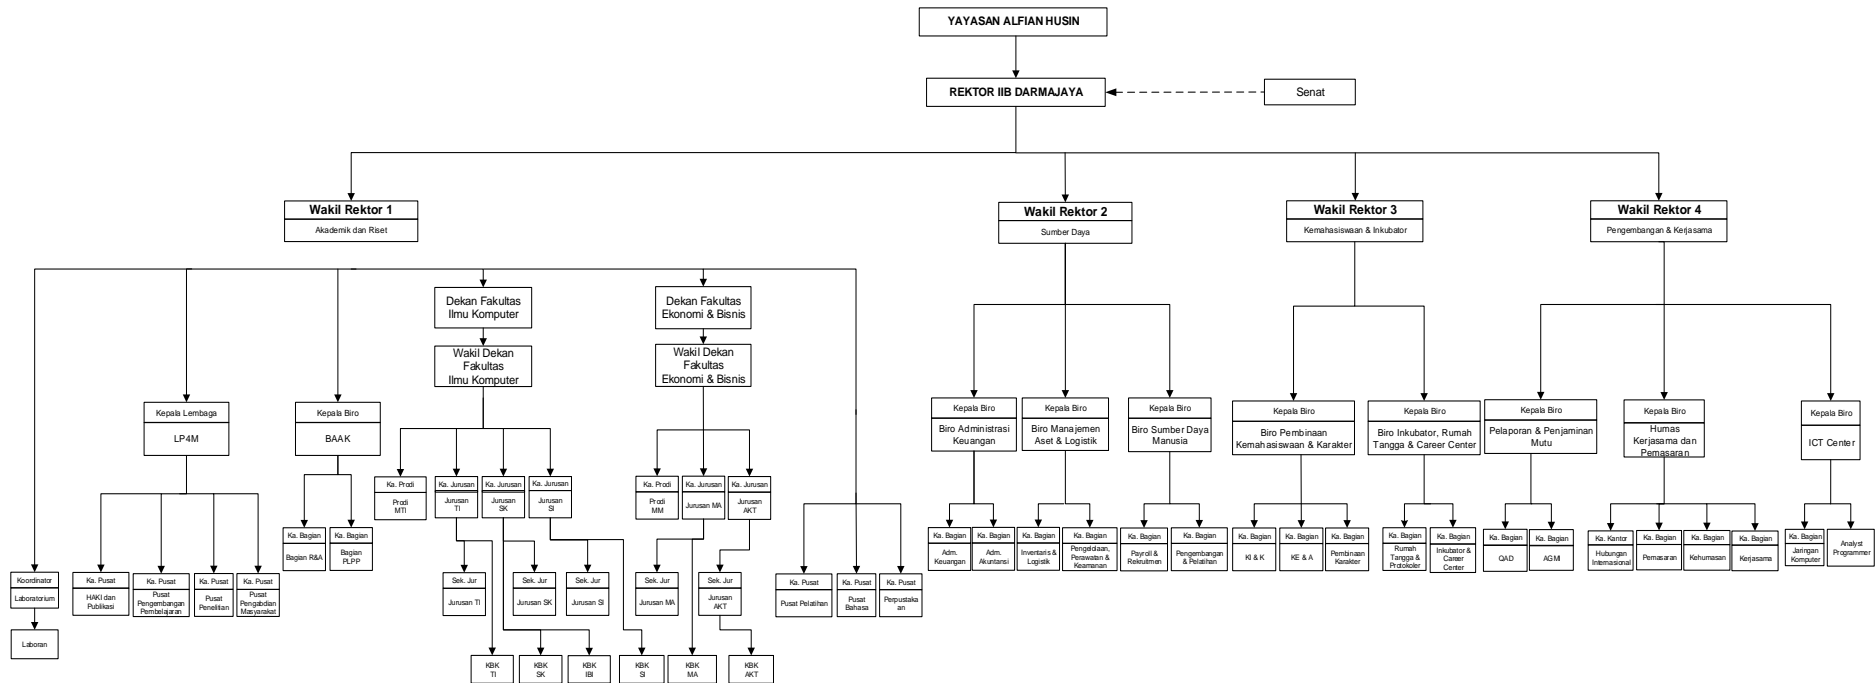 YAYASAN ALFIAN HUSIN
REKTOR IIB DARMAJAYA
Senat
Wakil Rektor 1
Akademik dan Riset
Wakil Rektor 2
Sumber Daya
Wakil Rektor 3
Kemahasiswaan & Inkubator
Wakil Rektor 4
Pengembangan & Kerjasama
Dekan Fakultas
Ilmu Komputer
Dekan Fakultas
Ekonomi & Bisnis
Wakil Dekan
Fakultas
Ilmu Komputer
Wakil Dekan
Fakultas
Ekonomi & Bisnis
Kepala Lembaga
LP4M
Kepala Biro
BAAK
Kepala Biro
Biro Administrasi
Keuangan
Kepala Biro
Biro Manajemen
Aset & Logistik
Kepala Biro
Biro Sumber Daya
Manusia
Kepala Biro
Biro Pembinaan
Kemahasiswaan & Karakter
Kepala Biro
Biro Inkubator, Rumah
Tangga & Career Center
Kepala Biro
Pelaporan & Penjaminan
Mutu
Kepala Biro
Humas
Kerjasama dan
Pemasaran
Kepala Biro
ICT Center
Ka. Prodi
Prodi
MTI
Ka. Jurusan
Jurusan
TI
Ka. Jurusan
Jurusan
SK
Ka. Jurusan
Jurusan
SI
Ka. Prodi
Prodi
MM
Ka. Jurusan
Jurusan MA
Ka. Jurusan
Jurusan
AKT
Ka. Bagian
Bagian R&A
Ka. Bagian
Bagian
PLPP
Ka. Bagian
Adm.
Keuangan
Ka. Bagian
Adm.
Akuntansi
Ka. Bagian
Inventaris &
Logistik
Ka. Bagian
Pengelolaan,
Perawatan &
Keamanan
Ka. Bagian
Payroll &
Rekruitmen
Ka. Bagian
Pengembangan
& Pelatihan
Ka. Bagian
KI & K
Ka. Bagian
KE & A
Ka. Bagian
Pembinaan
Karakter
Ka. Bagian
Rumah
Tangga &
Protokoler
Ka. Bagian
Inkubator &
Career
Center
Ka. Bagian
QAD
Ka. Bagian
AGMI
Ka. Kantor
Hubungan
Internasional
Ka. Bagian
Pemasaran
Ka. Bagian
Kehumasan
Ka. Bagian
Kerjasama
Ka. Bagian
Jaringan
Komputer
Analyst
Programmer
Koordinator
Laboratorium
Laboran
Ka. Pusat
HAKI dan
Publikasi
Ka. Pusat
Pusat
Pengembangan
Pembelajaran
Ka. Pusat
Pusat
Penelitian
Ka. Pusat
Pusat
Pengabdian
Masyarakat
Sek. Jur
Jurusan TI
Sek. Jur
Jurusan SK
Sek. Jur
Jurusan SI
Sek. Jur
Jurusan MA
Sek. Jur
Jurusan
AKT
Ka. Pusat
Pusat Pelatihan
Ka. Pusat
Pusat
Bahasa
Ka. Pusat
Perpustaka
an
KBK
TI
KBK
SK
KBK
IBI
KBK
SI
KBK
MA
KBK
AKT